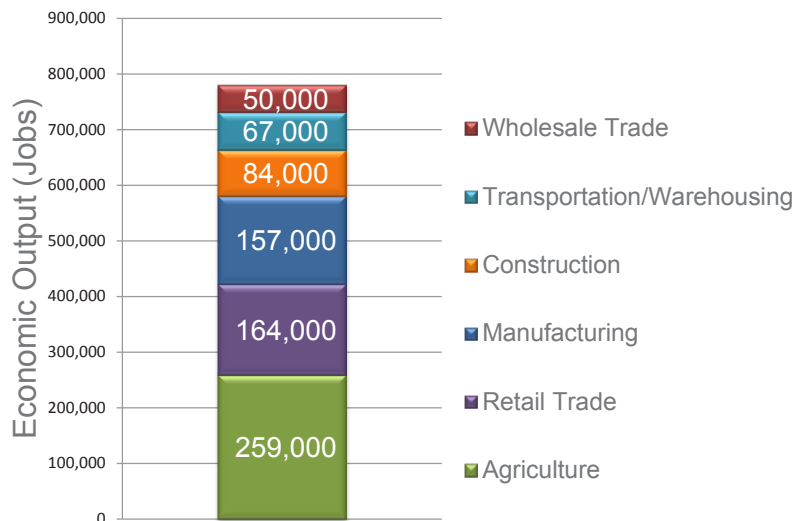 Economic Output (Jobs)
900,000
800,000
700,000
600,000
500,000
400,000
300,000
200,000
100,000
0
50,000
67,000
84,000
157,000
164,000
259,000
Wholesale Trade
Transportation/Warehousing
Construction
Manufacturing
Retail Trade
Agriculture